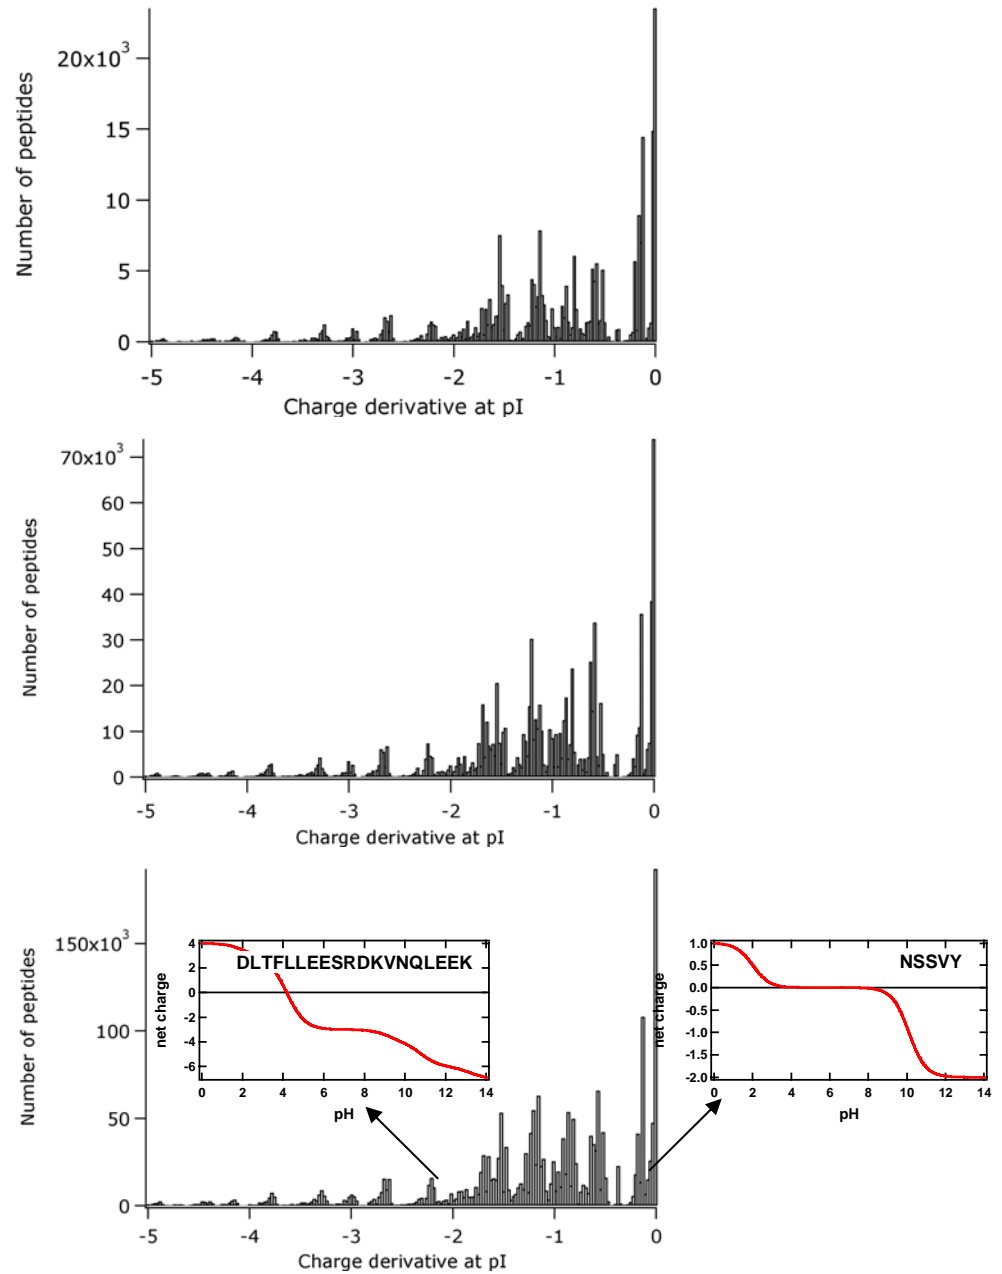 Number of peptides
20x10³
15
10
5
0
-5 -4 -3 -2 -1 0
Charge derivative at pI
Number of peptides
70x10³
60
50
40
30
20
10
0
-5 -4 -3 -2 -1 0
Charge derivative at pI
Number of peptides
150x10³
100
50
0
-5 -4 -3 -2 -1 0
Charge derivative at pI
net charge
4
2
0
-2
-4
-6
DLTFLLEESRDKVNQLEEK
0 2 4 6 8 10 12 14
pH
net charge
1.0
0.5
0.0
-0.5
-1.0
-1.5
-2.0
NSSVY
0 2 4 6 8 10 12 14
pH